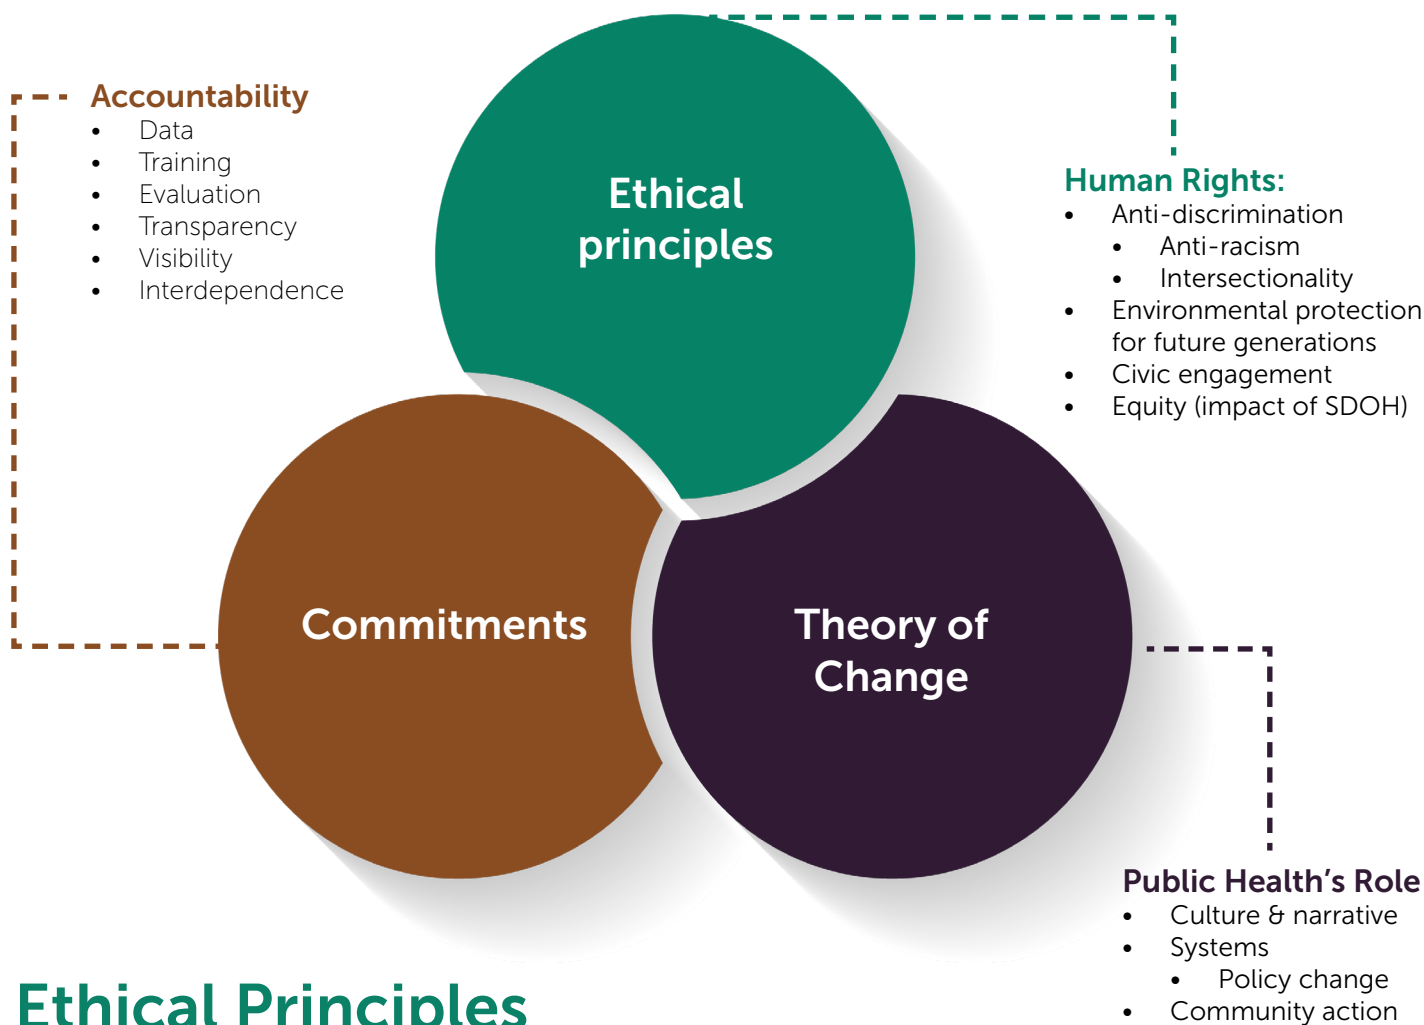 Accountability
• Data
• Training
• Evaluation
• Transparency
• Visibility
• Interdependence
Ethical
principles
Human Rights:
• Anti-discrimination
• Anti-racism
• Intersectionality
• Environmental protection
for future generations
• Civic engagement
• Equity (impact of SDOH)
Commitments
Theory of
Change
Public Health’s Role
• Culture & narrative
• Systems
• Policy change
• Community action
Ethical Principles